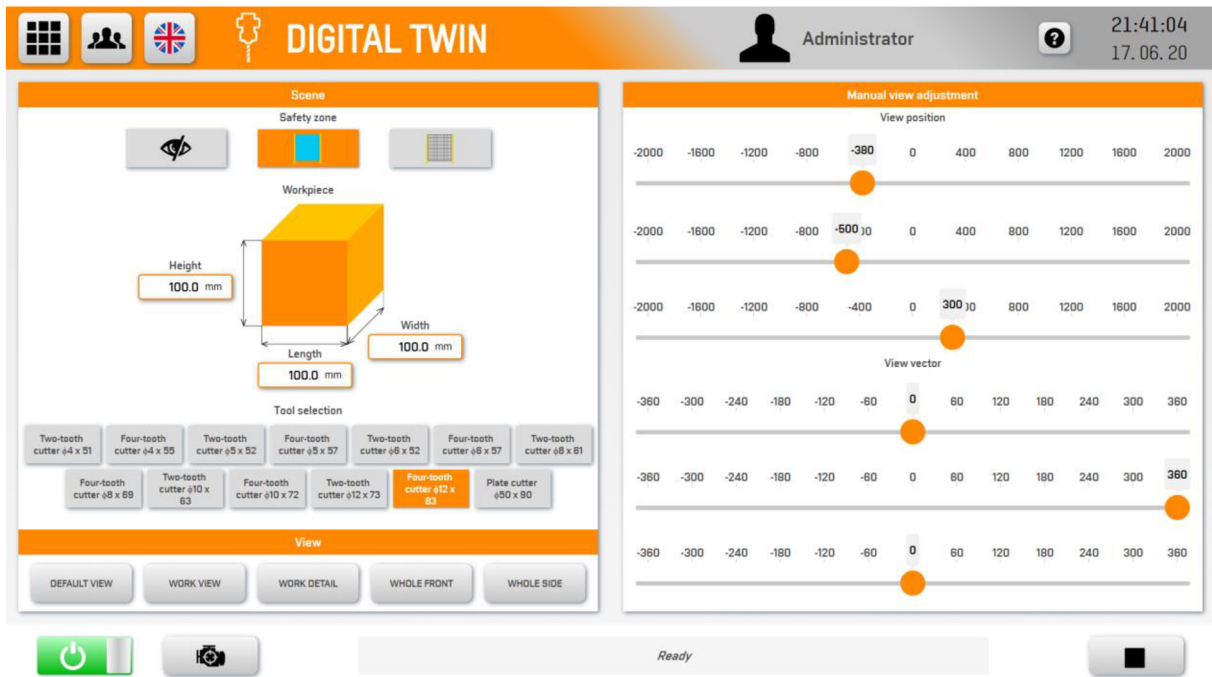 DIGITAL TWIN
Administrator
21:41:04
17. 06. 20
Scene
Safety zone
Workpiece
Height
100.0 mm
Width
100.0 mm
Length
100.0 mm
Tool selection
Two-tooth
cutter ϕ4 x 51
Four-tooth
cutter ϕ4 x 55
Two-tooth
cutter ϕ5 x 52
Four-tooth
cutter ϕ5 x 57
Two-tooth
cutter ϕ6 x 52
Four-tooth
cutter ϕ6 x 57
Two-tooth
cutter ϕ8 x 61
Four-tooth
cutter ϕ8 x 69
Two-tooth
cutter ϕ10 x
63
Four-tooth
cutter ϕ10 x 72
Two-tooth
cutter ϕ12 x 73
Four-tooth
cutter ϕ12 x
83
Plate cutter
ϕ50 x 90
View
DEFAULT VIEW
WORK VIEW
WORK DETAIL
WHOLE FRONT
WHOLE SIDE
Manual view adjustment
View position
-2000 -1600 -1200 -800 -380 0 400 800 1200 1600 2000
-2000 -1600 -1200 -800 -500 0 400 800 1200 1600 2000
-2000 -1600 -1200 -800 -400 0 300 800 1200 1600 2000
View vector
-360 -300 -240 -180 -120 -60 0 60 120 180 240 300 360
-360 -300 -240 -180 -120 -60 0 60 120 180 240 300 360
-360 -300 -240 -180 -120 -60 0 60 120 180 240 300 360
Ready